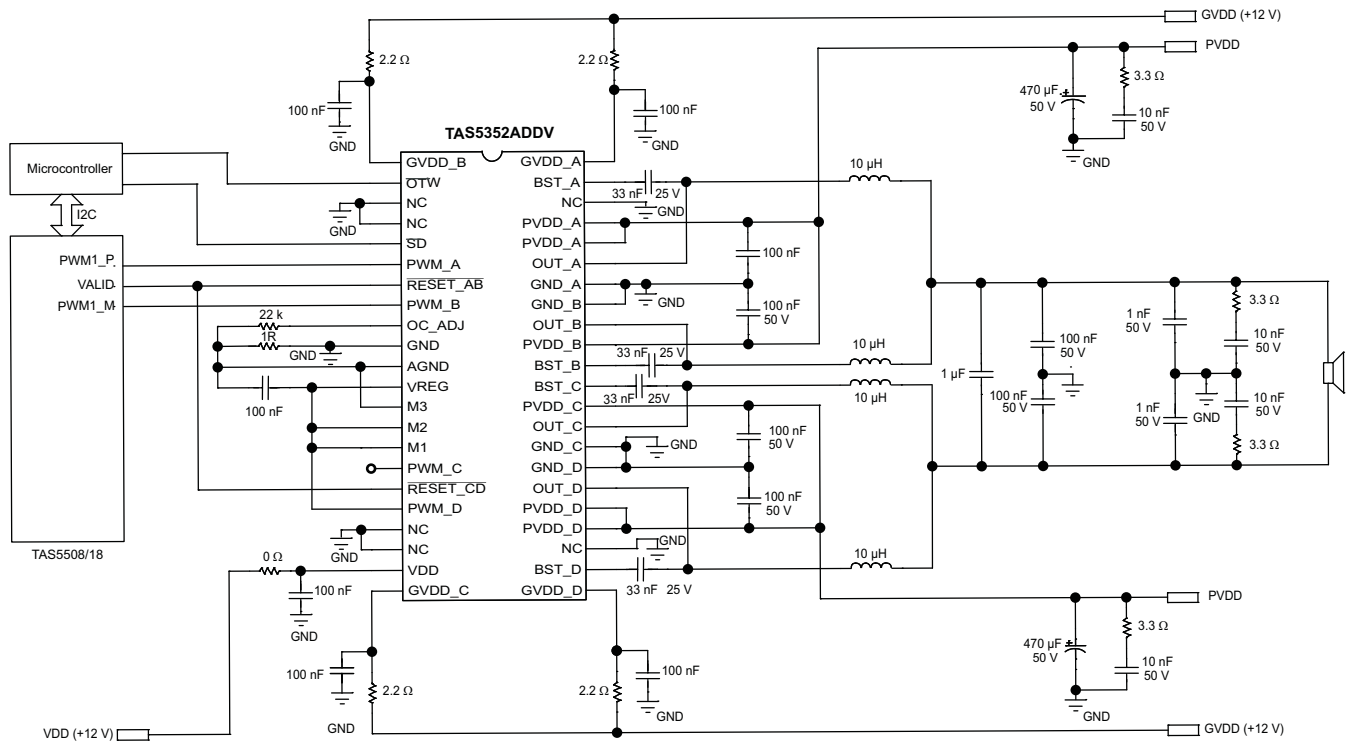 GVDD (+12 V)
PVDD
2.2 Ω
2.2 Ω
3.3 Ω
470 µF
50 V
10 nF
50 V
100 nF
100 nF
GND
GND
GND
TAS5352ADDV
Microcontroller
I2C
PWM1_P
VALID
PWM1_M
TAS5508/18
GVDD_B
OTW
NC
NC
SD
PWM_A
RESET_AB
PWM_B
OC_ADJ
GND
AGND
VREG
M3
M2
M1
PWM_C
RESET_CD
PWM_D
NC
NC
VDD
GVDD_C
GVDD_A
BST_A
NC
PVDD_A
PVDD_A
OUT_A
GND_A
GND_B
OUT_B
PVDD_B
BST_B
BST_C
PVDD_C
OUT_C
GND_C
GND_D
OUT_D
PVDD_D
PVDD_D
NC
BST_D
GVDD_D
GND
22 k
1R
GND
100 nF
GND
0 Ω
100 nF
GND
VDD (+12 V)
10 µH
33 nF 25 V
GND
100 nF
50 V
GND
100 nF
50 V
10 µH
33 nF 25 V
10 µH
33 nF 25V
100 nF
50 V
GND
100 nF
50 V
GND
10 µH
33 nF 25 V
1 µF
100 nF
50 V
100 nF
50 V
1 nF
50 V
1 nF
50 V
GND
3.3 Ω
10 nF
50 V
10 nF
50 V
3.3 Ω
PVDD
3.3 Ω
470 µF
50 V
10 nF
50 V
GND
100 nF
2.2 Ω
GND
2.2 Ω
100 nF
GND
GVDD (+12 V)